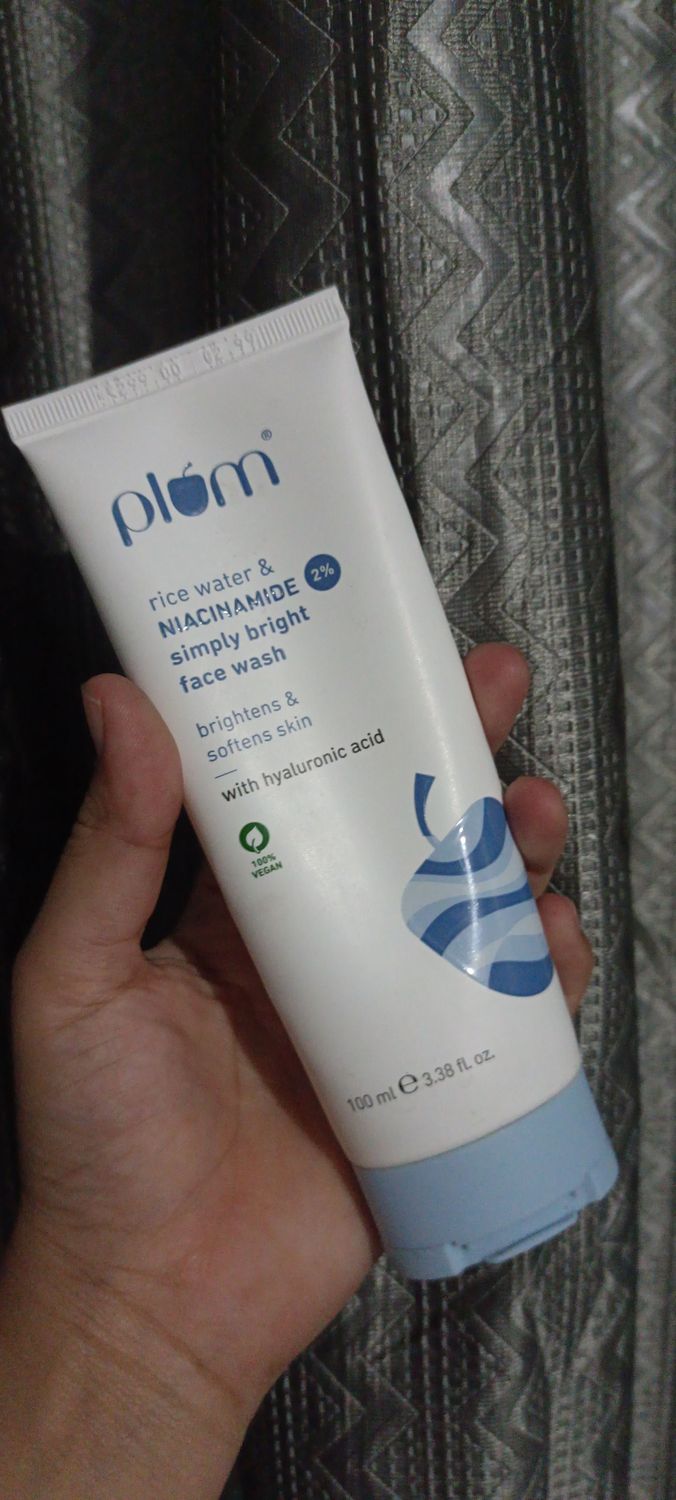 plum®
rice water &
NIACINAMIDE 2%
simply bright
face wash
brightens &
softens skin
with hyaluronic acid
100%
VEGAN
100 ml e 3.38 fl. oz.